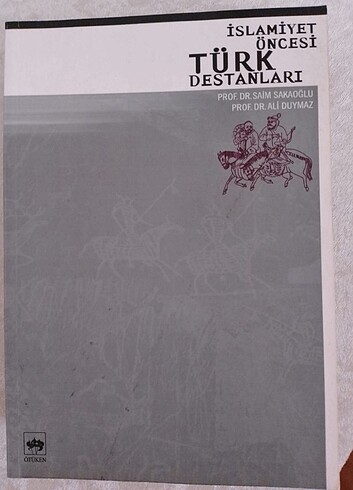 İSLAMİYET
ÖNCESİ
TÜRK
DESTANLARI
PROF. DR. SAİM SAKAOĞLU
PROF. DR. ALİ DUYMAZ
ÖTÜKEN